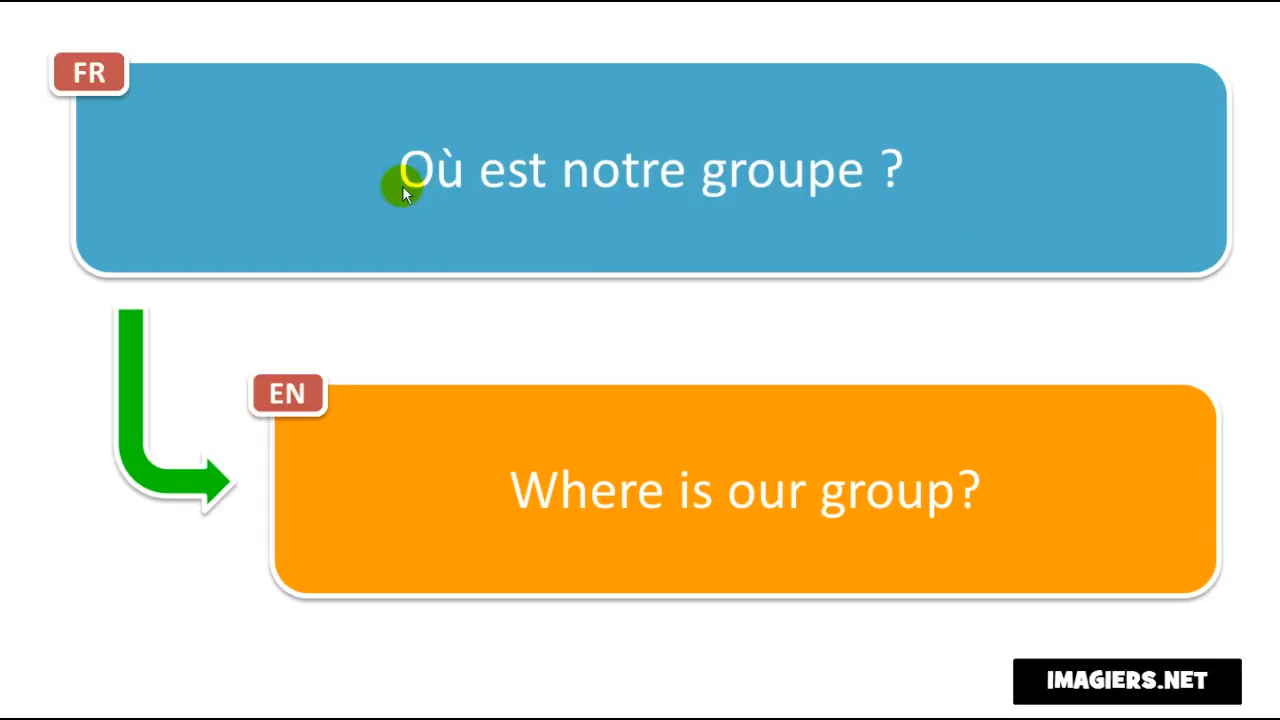 FR
Où est notre groupe ?
EN
Where is our group?
IMAGIERS.NET